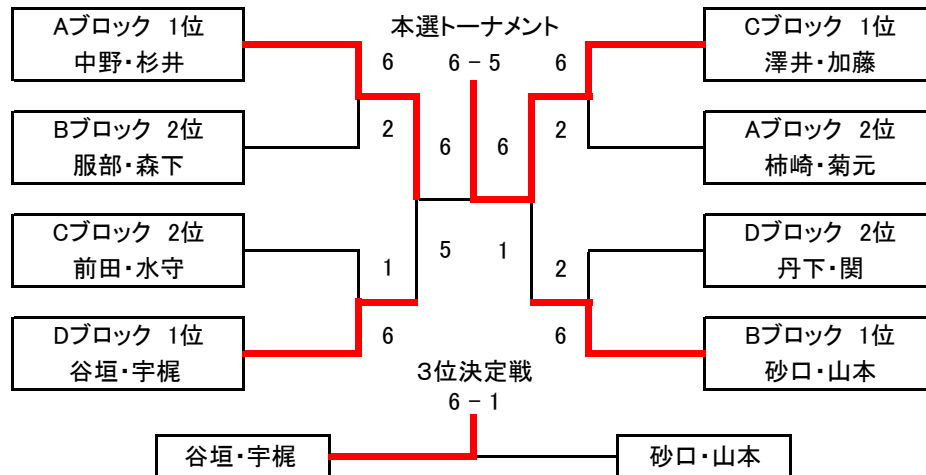 本選トーナメント
6 − 5
Aブロック 1位
中野・杉井
Bブロック 2位
服部・森下
Cブロック 2位
前田・水守
Dブロック 1位
谷垣・宇梶
6
2
1
6
6
5
6
1
6
2
2
6
Cブロック 1位
澤井・加藤
Aブロック 2位
柿崎・菊元
Dブロック 2位
丹下・関
Bブロック 1位
砂口・山本
3位決定戦
6 − 1
谷垣・宇梶
砂口・山本